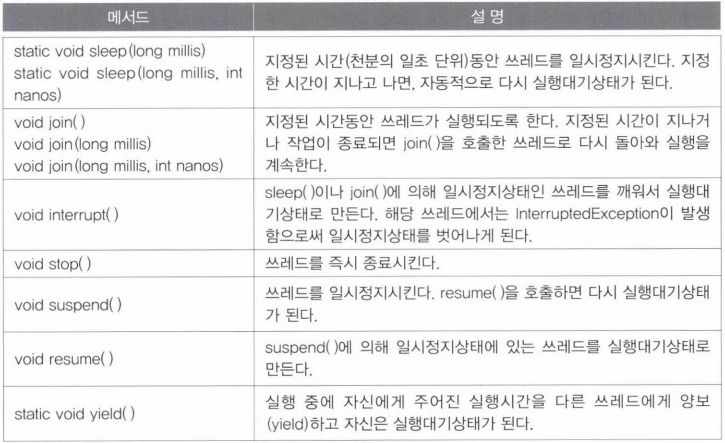 메서드
설 명
static void sleep(long millis)
static void sleep(long millis, int
nanos)
지정된 시간(천분의 일초 단위)동안 쓰레드를 일시정지시킨다. 지정
한 시간이 지나고 나면, 자동적으로 다시 실행대기상태가 된다.
void join( )
void join(long millis)
void join(long millis, int nanos)
지정된 시간동안 쓰레드가 실행되도록 한다. 지정된 시간이 지나거
나 작업이 종료되면 join( )을 호출한 쓰레드로 다시 돌아와 실행을
계속한다.
void interrupt( )
sleep( )이나 join( )에 의해 일시정지상태인 쓰레드를 깨워서 실행대
기상태로 만든다. 해당 쓰레드에서는 InterruptedException이 발생
함으로써 일시정지상태를 벗어나게 된다.
void stop( )
쓰레드를 즉시 종료시킨다.
void suspend( )
쓰레드를 일시정지시킨다. resume( )을 호출하면 다시 실행대기상태
가 된다.
void resume( )
suspend( )에 의해 일시정지상태에 있는 쓰레드를 실행대기상태로
만든다.
static void yield( )
실행 중에 자신에게 주어진 실행시간을 다른 쓰레드에게 양보
(yield)하고 자신은 실행대기상태가 된다.